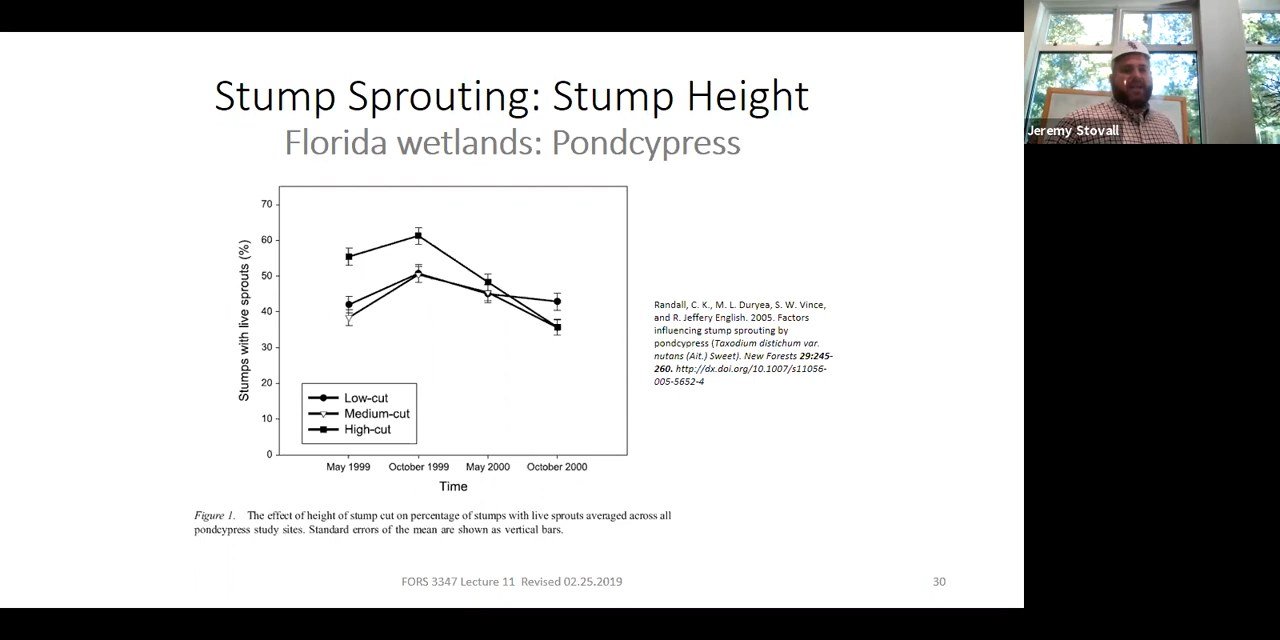 Stump Sprouting: Stump Height
Florida wetlands: Pondcypress
Jeremy Stovall
70
60
50
40
30
20
10
0
Stumps with live sprouts (%)
Low-cut
Medium-cut
High-cut
May 1999 October 1999 May 2000 October 2000
Time
Randall, C. K., M. L. Duryea, S. W. Vince,
and R. Jeffery English. 2005. Factors
influencing stump sprouting by
pondcypress (Taxodium distichum var.
nutans (Ait.) Sweet). New Forests 29:245-
260. http://dx.doi.org/10.1007/s11056-
005-5652-4
Figure 1. The effect of height of stump cut on percentage of stumps with live sprouts averaged across all
pondcypress study sites. Standard errors of the mean are shown as vertical bars.
FORS 3347 Lecture 11 Revised 02.25.2019
30